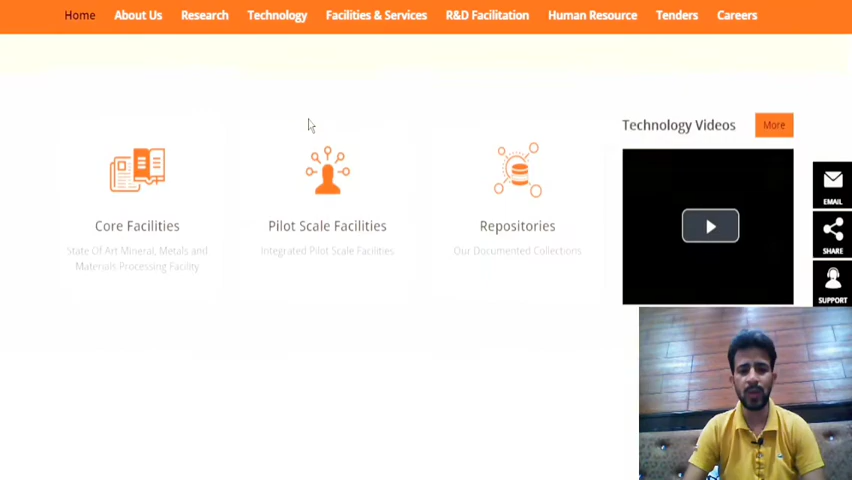 Home About Us Research Technology Facilities & Services R&D Facilitation Human Resource Tenders Careers
Technology Videos More
EMAIL
SHARE
SUPPORT
Core Facilities
State Of Art Mineral, Metals and
Materials Processing Facility
Pilot Scale Facilities
Integrated Pilot Scale Facilities
Repositories
Our Documented Collections